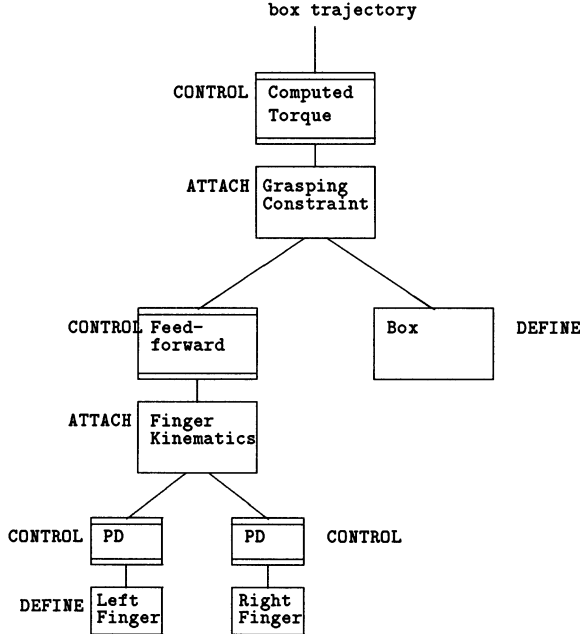 box trajectory
CONTROL
Computed
Torque
ATTACH
Grasping
Constraint
CONTROL
Feed-
forward
Box
DEFINE
ATTACH
Finger
Kinematics
CONTROL
PD
PD
CONTROL
DEFINE
Left
Finger
Right
Finger